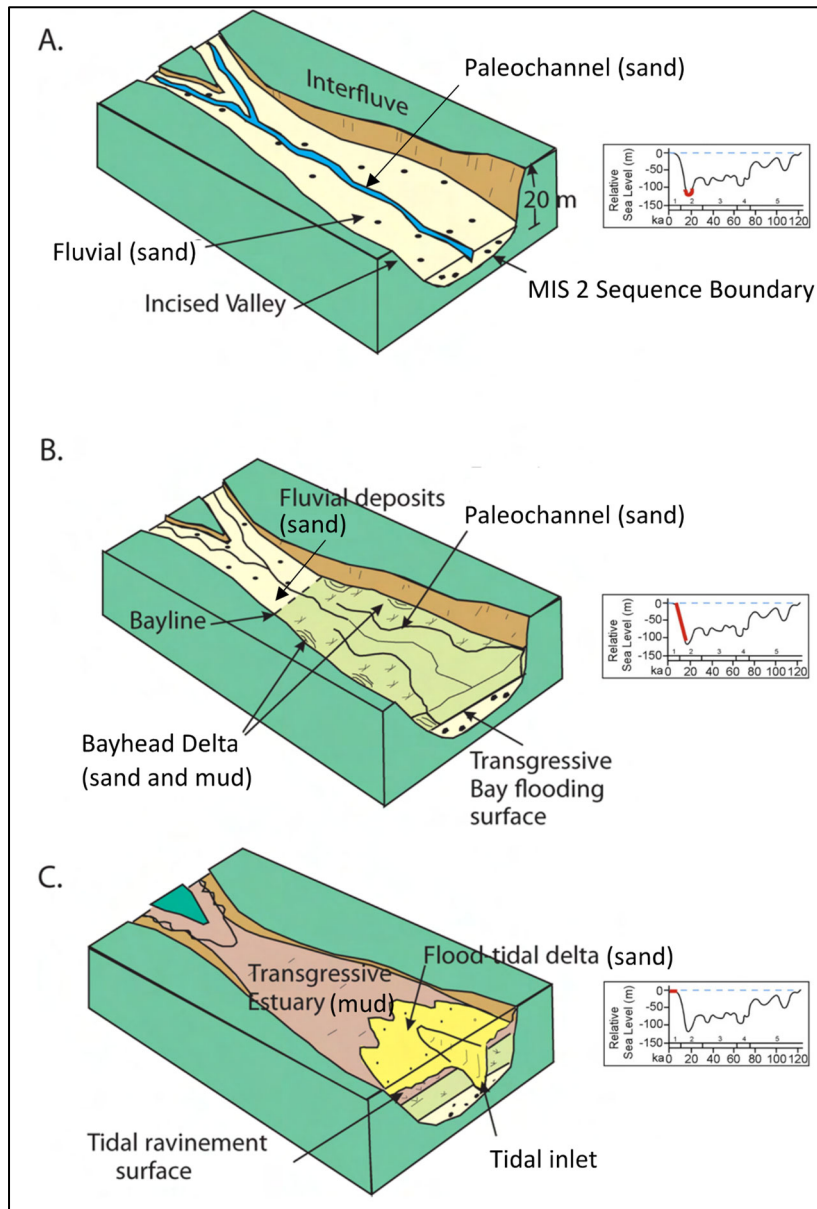 A.
Interfluve
Paleochannel (sand)
20 m
Fluvial (sand)
Incised Valley
MIS 2 Sequence Boundary
Relative
Sea Level (m)
0
-50
-100
-150
1 2 3 4 5
ka 20 40 60 80 100 120
B.
Fluvial deposits
(sand)
Paleochannel (sand)
Bayline
Bayhead Delta
(sand and mud)
Transgressive
Bay flooding
surface
Relative
Sea Level (m)
0
-50
-100
-150
1 2 3 4 5
ka 20 40 60 80 100 120
C.
Flood-tidal delta (sand)
Transgressive
Estuary (mud)
Tidal ravinement
surface
Tidal inlet
Relative
Sea Level (m)
0
-50
-100
-150
1 2 3 4 5
ka 20 40 60 80 100 120